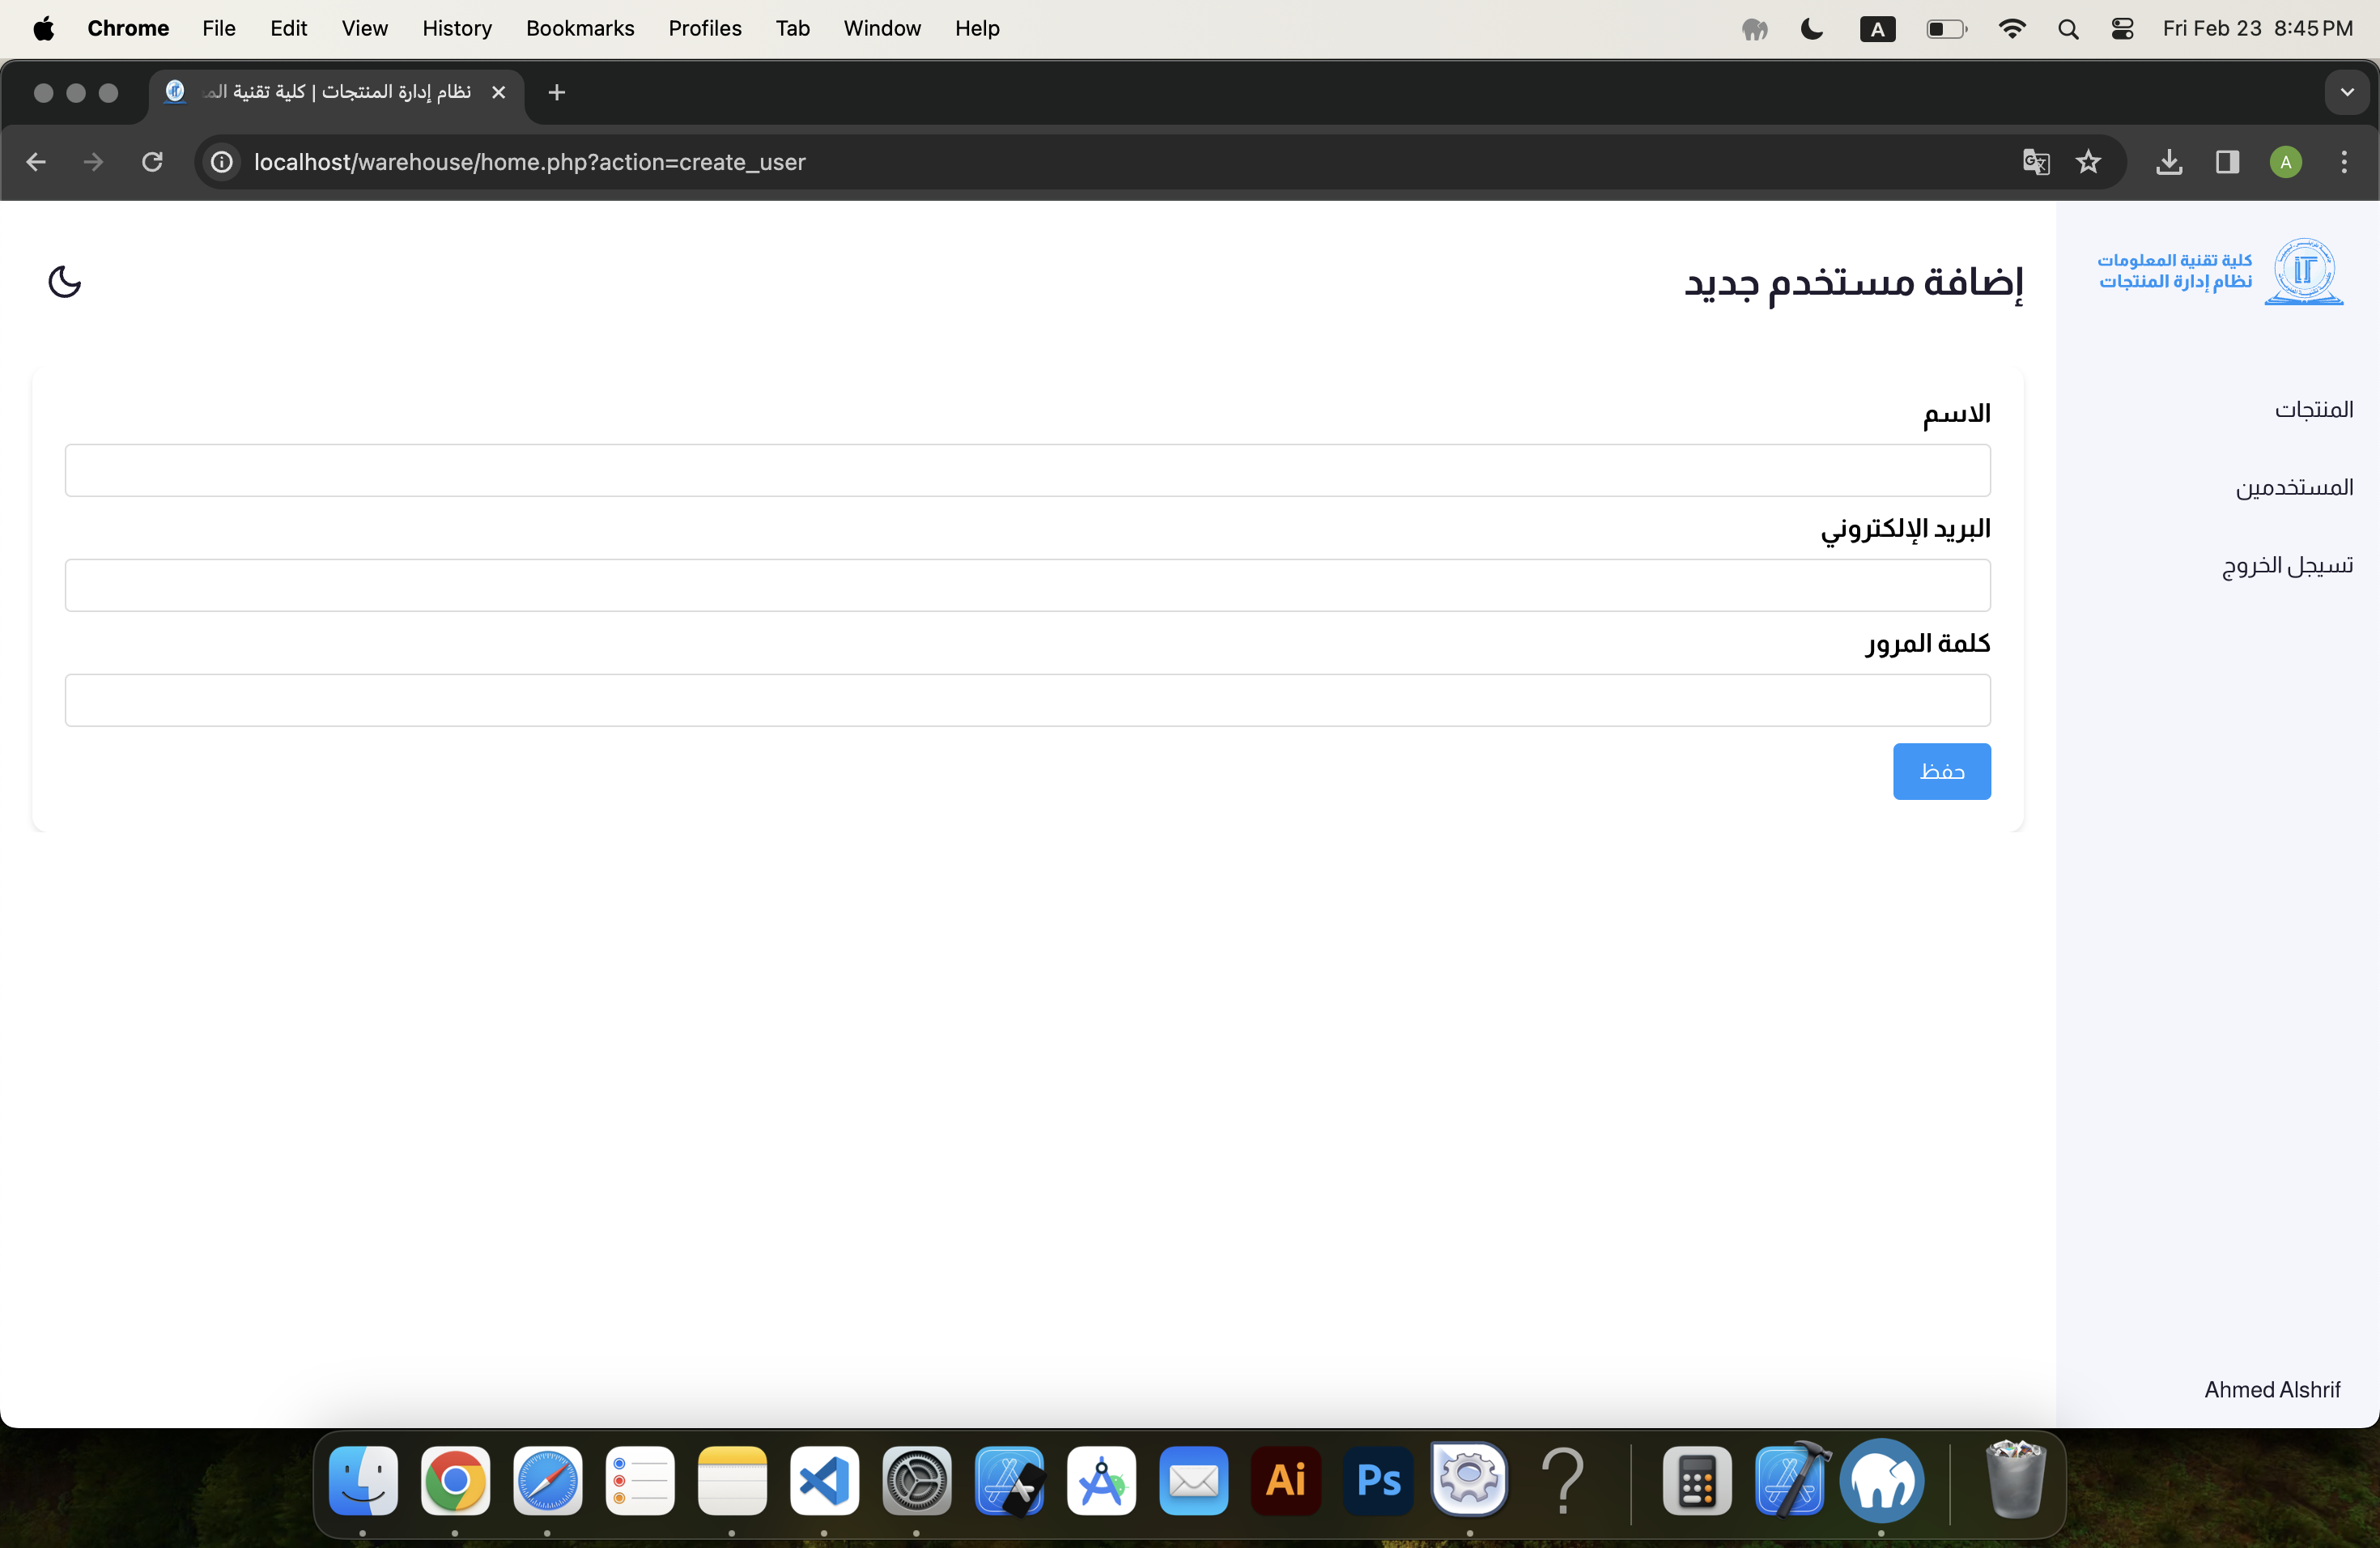 Chrome File Edit View History Bookmarks Profiles Tab Window Help A Fri Feb 23 8:45 PM
نظام إدارة المنتجات | كلية تقنية
localhost/warehouse/home.php?action=create_user A
كلية تقنية المعلومات
نظام إدارة المنتجات
iT
المنتجات
المستخدمين
تسيجل الخروج
Ahmed Alshrif
إضافة مستخدم جديد
الاسم
البريد الإلكتروني
كلمة المرور
حفظ
Ai Ps